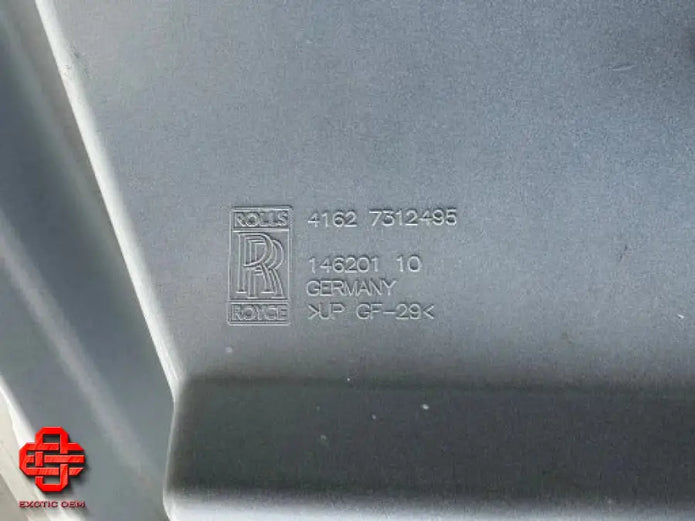 ROLLS
RR
ROYCE
4162 7312495
146201 10
GERMANY
>UP GF-29<
EXOTIC OEM